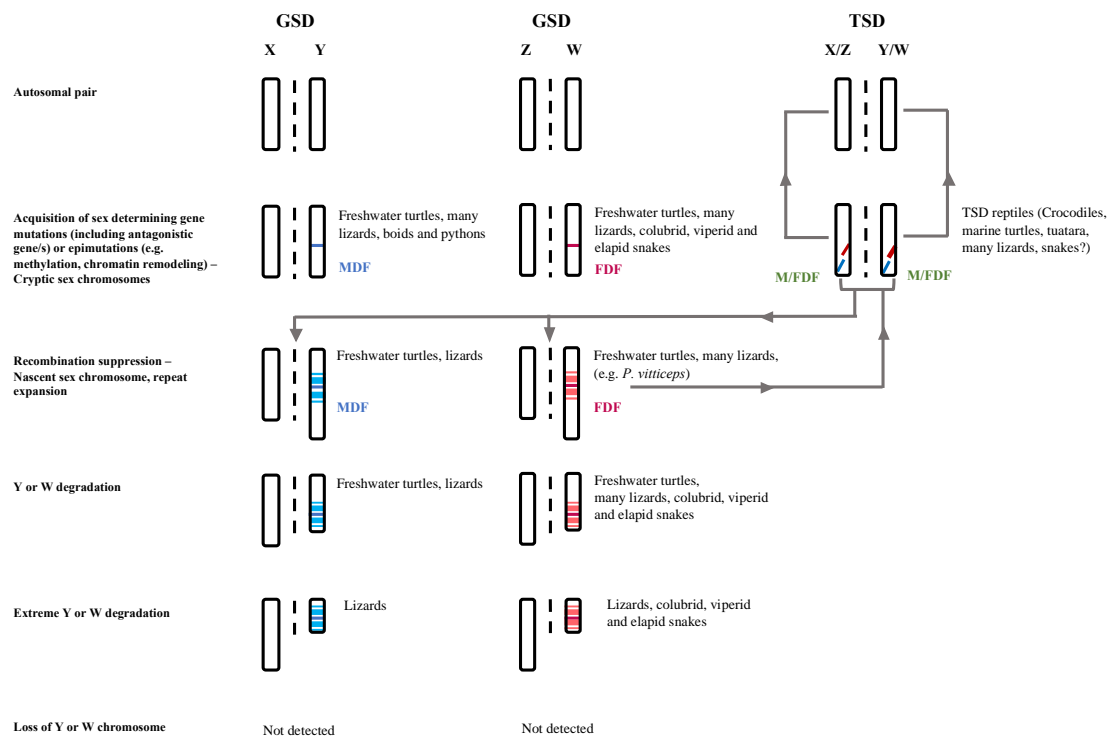 GSD
GSD
TSD
X
Y
Z
W
X/Z
Y/W
Autosomal pair
Acquisition of sex determining gene
mutations (including antagonistic
gene/s) or epimutations (e.g.
methylation, chromatin remodeling) –
Cryptic sex chromosomes
Freshwater turtles, many
lizards, boids and pythons
MDF
Freshwater turtles, many
lizards, colubrid, viperid and
elapid snakes
FDF
TSD reptiles (Crocodiles,
marine turtles, tuatara,
many lizards, snakes?)
M/FDF
M/FDF
Recombination suppression –
Nascent sex chromosome, repeat
expansion
Freshwater turtles, lizards
MDF
Freshwater turtles, many lizards,
(e.g. P. vitticeps)
FDF
Y or W degradation
Freshwater turtles, lizards
Freshwater turtles,
many lizards, colubrid, viperid
and elapid snakes
Extreme Y or W degradation
Lizards
Lizards, colubrid, viperid
and elapid snakes
Loss of Y or W chromosome
Not detected
Not detected